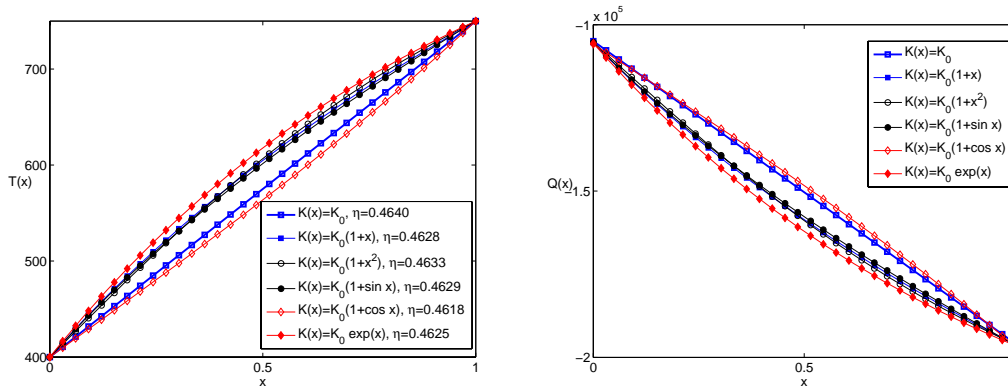 700
600
500
400
T(x)
0
0.5
1
x
K(x)=K0, η=0.4640
K(x)=K0(1+x), η=0.4628
K(x)=K0(1+x²), η=0.4633
K(x)=K0(1+sin x), η=0.4629
K(x)=K0(1+cos x), η=0.4618
K(x)=K0 exp(x), η=0.4625
−1
x 10⁵
−1.5
−2
Q(x)
0
0.5
x
K(x)=K0
K(x)=K0(1+x)
K(x)=K0(1+x²)
K(x)=K0(1+sin x)
K(x)=K0(1+cos x)
K(x)=K0 exp(x)